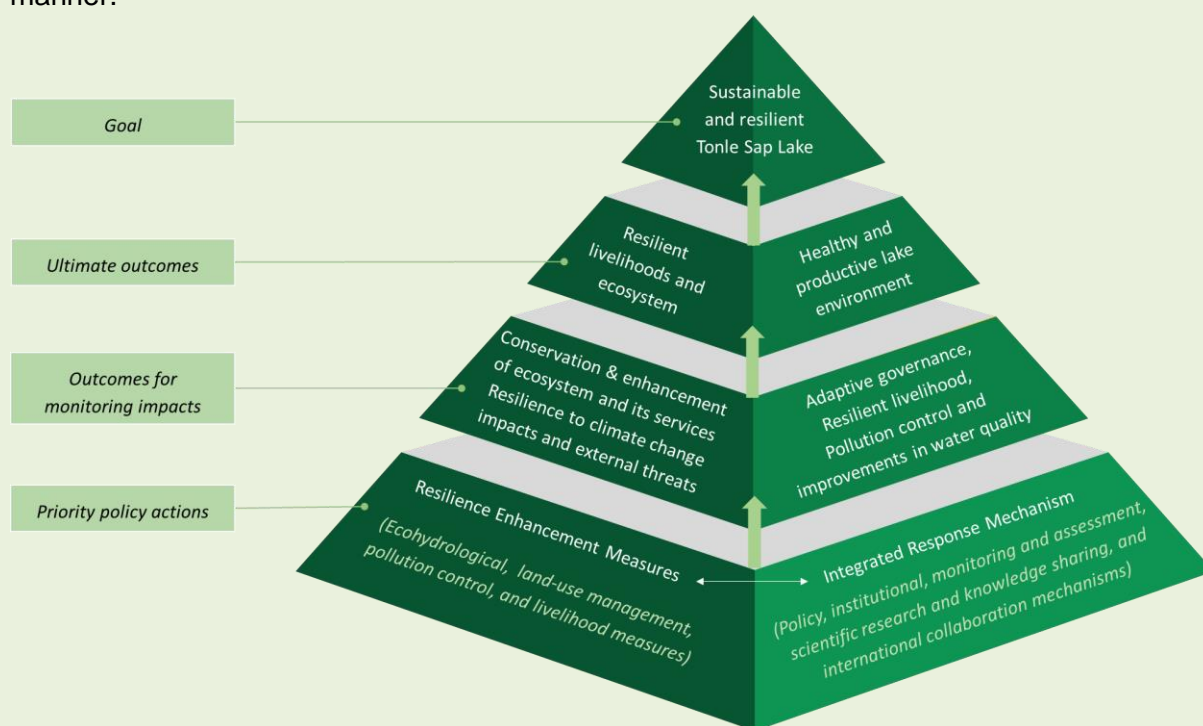 manner.
Goal
Sustainable
and resilient
Tonle Sap Lake
Ultimate outcomes
Resilient
livelihoods and
ecosystem
Healthy and
productive lake
environment
Outcomes for
monitoring impacts
Conservation & enhancement
of ecosystem and its services
Resilience to climate change
impacts and external threats
Adaptive governance,
Resilient livelihood,
Pollution control and
improvements in water quality
Priority policy actions
Resilience Enhancement Measures
(Ecohydrological, land-use management,
pollution control, and livelihood measures)
Integrated Response Mechanism
(Policy, institutional, monitoring and assessment,
scientific research and knowledge sharing, and
international collaboration mechanisms)